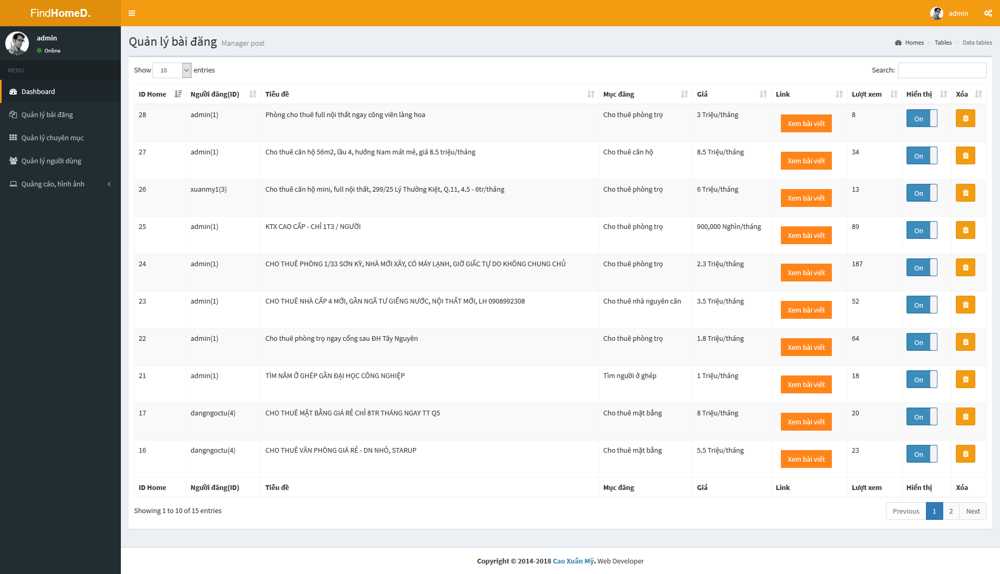 FindHomeD.
admin
admin
Online
MENU
Dashboard
Quản lý bài đăng
Quản lý chuyên mục
Quản lý người dùng
Quảng cáo, hình ảnh
Quản lý bài đăng Manager post
Homes > Tables > Data tables
Show 10 entries
Search:
ID Home Người đăng(ID) Tiêu đề Mục đăng Giá Link Lượt xem Hiển thị Xóa
28 admin(1) Phòng cho thuê full nội thất ngay công viên làng hoa Cho thuê phòng trọ 3 Triệu/tháng Xem bài viết 8 On
27 admin(1) Cho thuê căn hộ 56m2, lầu 4, hướng Nam mát mẻ, giá 8.5 triệu/tháng Cho thuê căn hộ 8.5 Triệu/tháng Xem bài viết 34 On
26 xuanmy1(3) Cho thuê căn hộ mini, full nội thất, 299/25 Lý Thường Kiệt, Q.11, 4.5 - 6tr/tháng Cho thuê phòng trọ 6 Triệu/tháng Xem bài viết 13 On
25 admin(1) KTX CAO CẤP - CHỈ 1T3 / NGƯỜI Cho thuê phòng trọ 900,000 Nghìn/tháng Xem bài viết 89 On
24 admin(1) CHO THUÊ PHÒNG 1/33 SƠN KỲ, NHÀ MỚI XÂY, CÓ MÁY LẠNH, GIỜ GIẤC TỰ DO KHÔNG CHUNG CHỦ Cho thuê phòng trọ 2.3 Triệu/tháng Xem bài viết 187 On
23 admin(1) CHO THUÊ NHÀ CẤP 4 MỚI, GẦN NGÃ TƯ GIẾNG NƯỚC, NỘI THẤT MỚI, LH 0908992308 Cho thuê nhà nguyên căn 3.5 Triệu/tháng Xem bài viết 52 On
22 admin(1) Cho thuê phòng trọ ngay cổng sau ĐH Tây Nguyên Cho thuê phòng trọ 1.8 Triệu/tháng Xem bài viết 64 On
21 admin(1) TÌM NĂM Ở GHÉP GẦN ĐẠI HỌC CÔNG NGHIỆP Tìm người ở ghép 1 Triệu/tháng Xem bài viết 18 On
17 dangngoctu(4) CHO THUÊ MẶT BẰNG GIÁ RẺ CHỈ 8TR THÁNG NGAY TT Q5 Cho thuê mặt bằng 8 Triệu/tháng Xem bài viết 20 On
16 dangngoctu(4) CHO THUÊ VĂN PHÒNG GIÁ RẺ - DN NHỎ, STARUP Cho thuê mặt bằng 5.5 Triệu/tháng Xem bài viết 23 On
ID Home Người đăng(ID) Tiêu đề Mục đăng Giá Link Lượt xem Hiển thị Xóa
Showing 1 to 10 of 15 entries
Previous 1 2 Next
Copyright © 2014-2018 Cao Xuân Mỹ. Web Developer